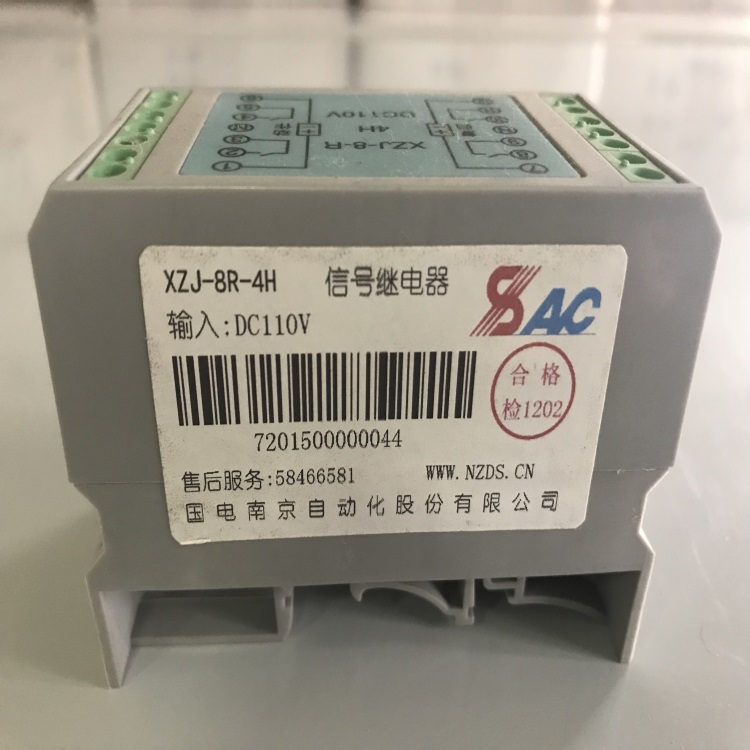 DC110V
4H
XZJ-8-R
XZJ-8R-4H 信号继电器
SAC
输入:DC110V
合格
检1202
7201500000044
售后服务:58466581 WWW.NZDS.CN
国电南京自动化股份有限公司